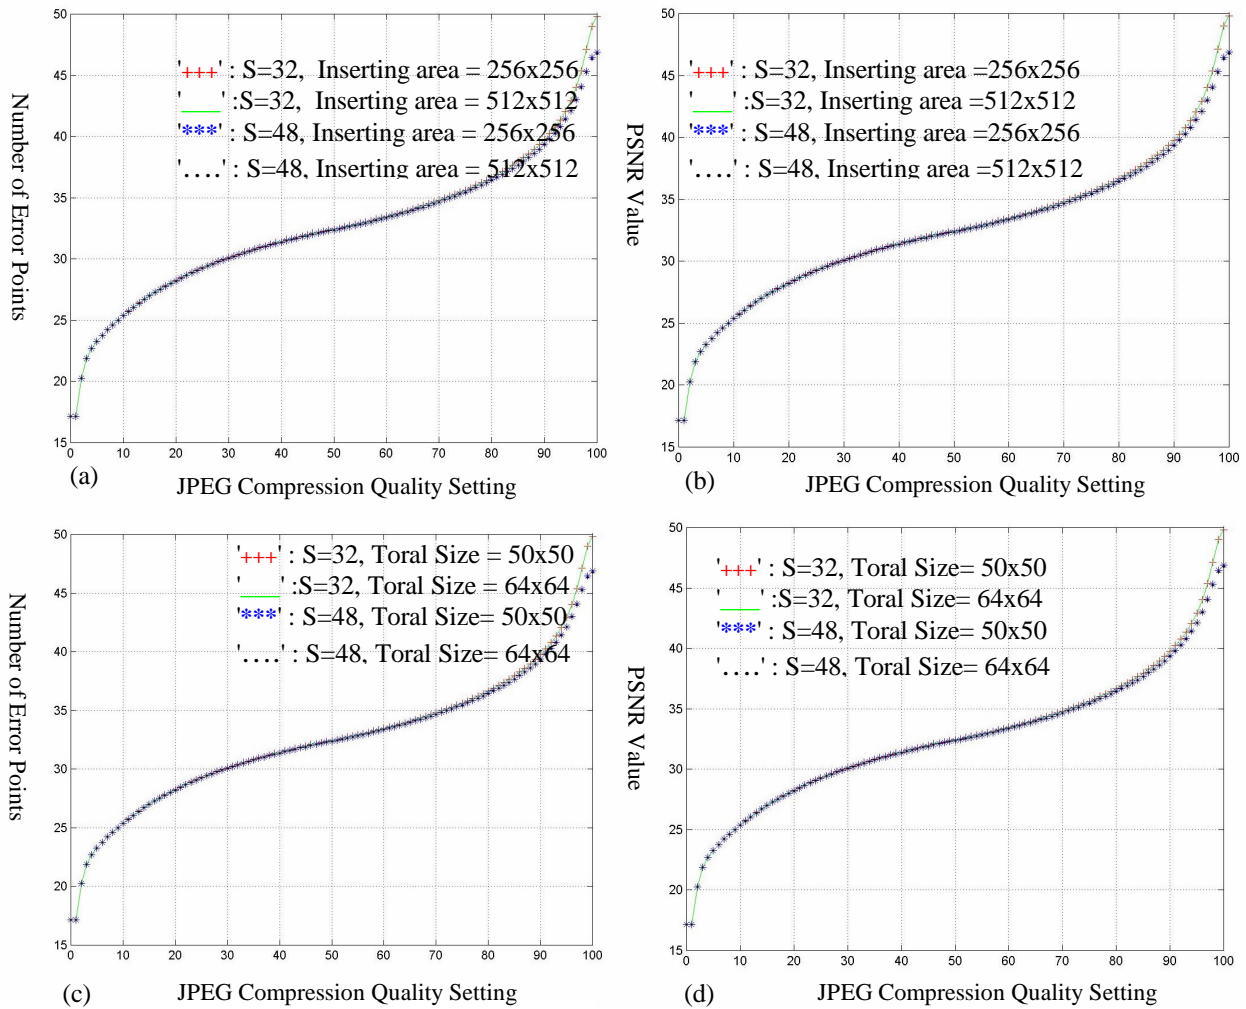 50
45
40
35
30
25
20
15
0 10 20 30 40 50 60 70 80 90 100
Number of Error Points
'+++' : S=32, Inserting area = 256x256
'___' :S=32, Inserting area = 512x512
'***' : S=48, Inserting area = 256x256
'....' : S=48, Inserting area = 512x512
(a)
JPEG Compression Quality Setting
50
45
40
35
30
25
20
15
0 10 20 30 40 50 60 70 80 90 100
PSNR Value
'+++' : S=32, Inserting area =256x256
'___' :S=32, Inserting area =512x512
'***' : S=48, Inserting area =256x256
'....' : S=48, Inserting area =512x512
(b)
JPEG Compression Quality Setting
50
45
40
35
30
25
20
15
0 10 20 30 40 50 60 70 80 90 100
Number of Error Points
'+++' : S=32, Toral Size = 50x50
'___' :S=32, Toral Size = 64x64
'***' : S=48, Toral Size= 50x50
'....' : S=48, Toral Size= 64x64
(c)
JPEG Compression Quality Setting
50
45
40
35
30
25
20
15
0 10 20 30 40 50 60 70 80 90 100
PSNR Value
'+++' : S=32, Toral Size= 50x50
'___' :S=32, Toral Size= 64x64
'***' : S=48, Toral Size= 50x50
'....' : S=48, Toral Size= 64x64
(d)
JPEG Compression Quality Setting